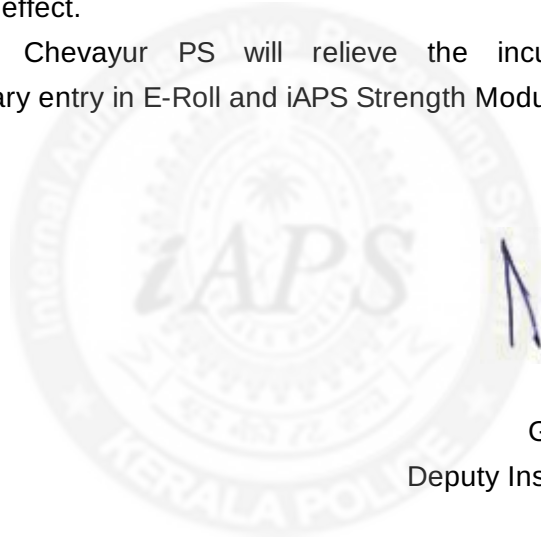 effect.
Chevayur PS will relieve the incu
ary entry in E-Roll and iAPS Strength Modu
iAPS
KERALA POLICE
G
Deputy Ins